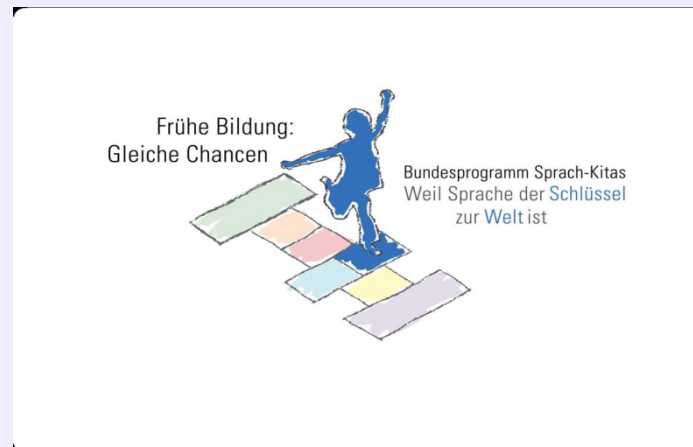 Frühe Bildung:
Gleiche Chancen
Bundesprogramm Sprach-Kitas
Weil Sprache der Schlüssel
zur Welt ist